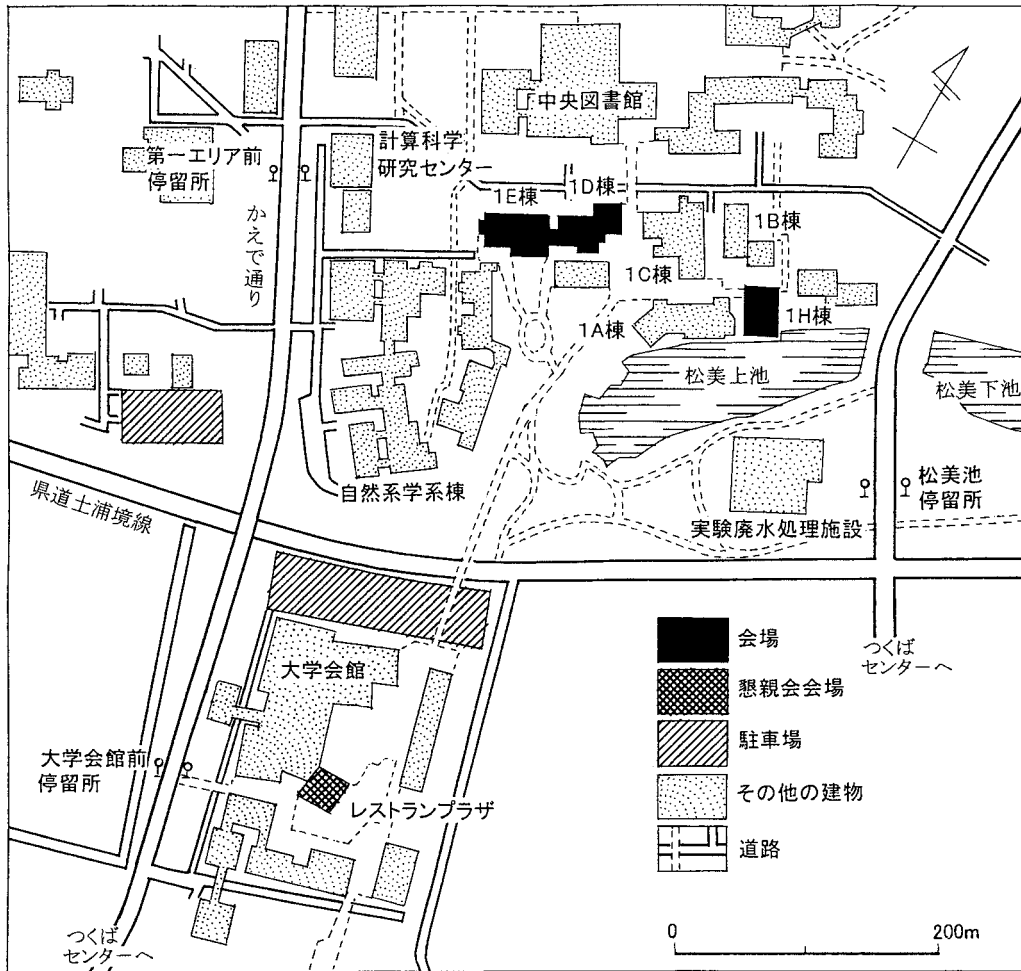 中央図書館
計算科学
研究センター
第一エリア前
停留所
1E棟
1D棟
1B棟
かえで通り
1C棟
1A棟
1H棟
松美上池
松美下池
県道土浦境線
自然系学系棟
松美池
停留所
実験廃水処理施設
会場
つくば
センターへ
大学会館
懇親会会場
駐車場
大学会館前
停留所
レストランプラザ
その他の建物
道路
つくば
センターへ
0
200m